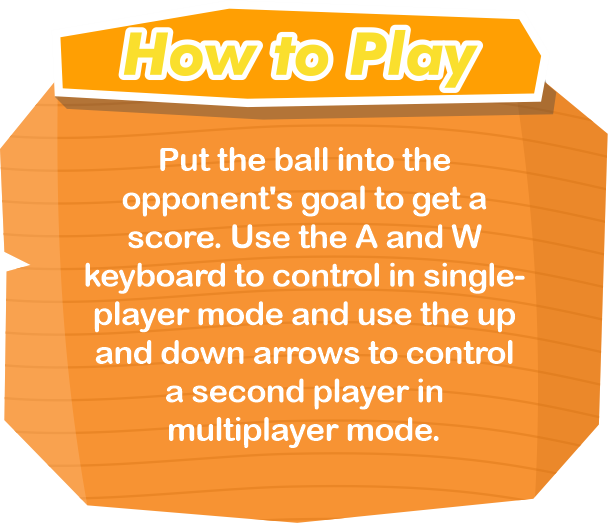 How to Play
Put the ball into the
opponent's goal to get a
score. Use the A and W
keyboard to control in single-
player mode and use the up
and down arrows to control
a second player in
multiplayer mode.